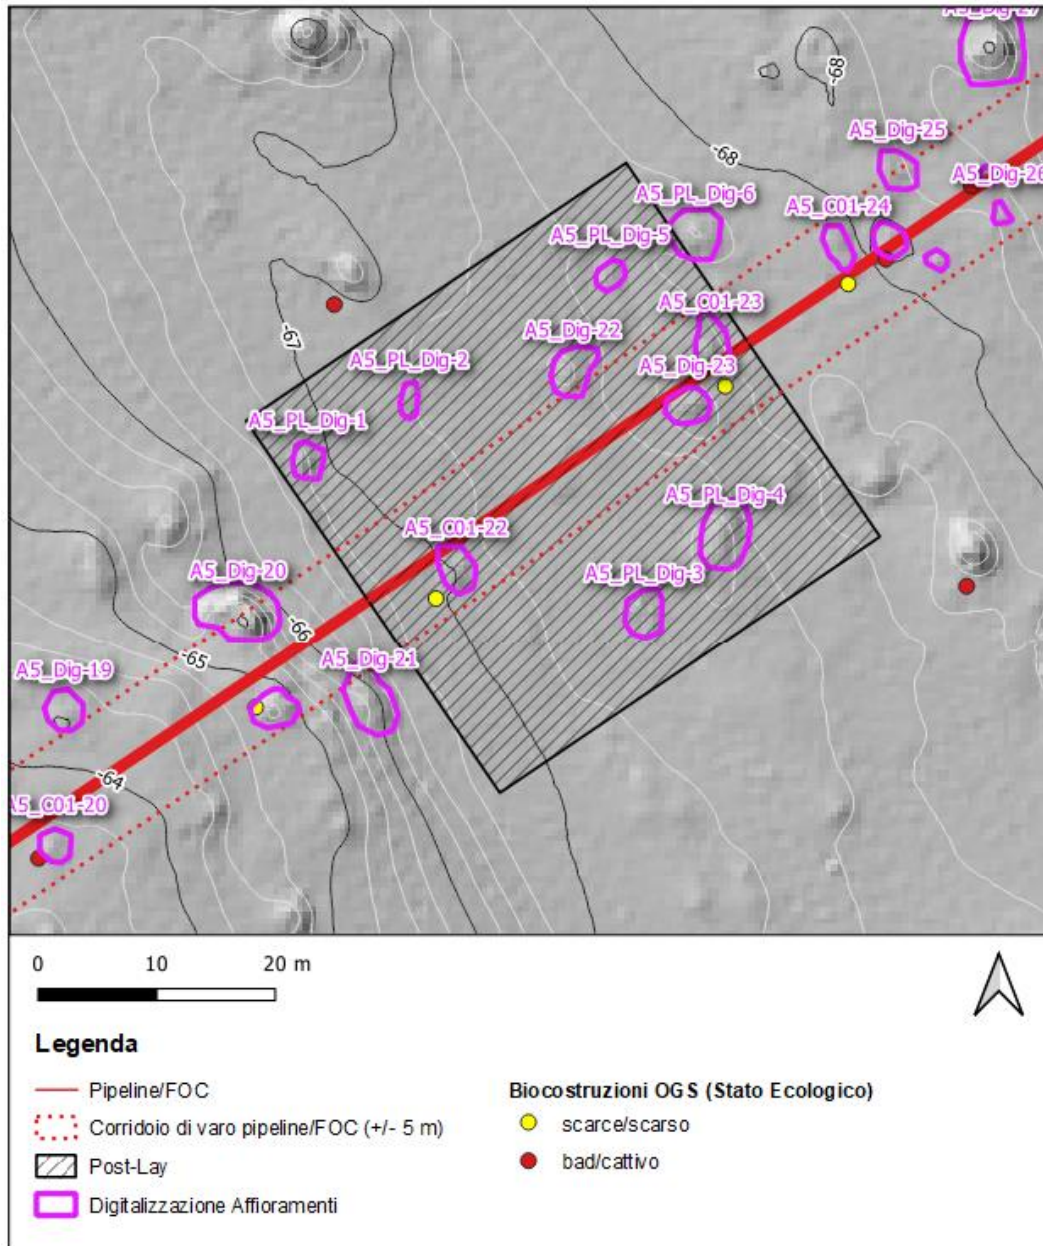 A5_Dig-27
-68
A5_Dig-25
-68
A5_Dig-26
A5_PL_Dig-6
A5_C01-24
A5_PL_Dig-5
A5_C01-23
-67
A5_Dig-22
A5_PL_Dig-2
A5_Dig-23
A5_PL_Dig-1
A5_PL_Dig-4
A5_C01-22
A5_Dig-20
A5_PL_Dig-3
-66
-65
A5_Dig-21
A5_Dig-19
-64
A5_C01-20
0 10 20 m
Legenda
Pipeline/FOC
Corridoio di varo pipeline/FOC (+/- 5 m)
Post-Lay
Digitalizzazione Affioramenti
Biocostruzioni OGS (Stato Ecologico)
scarce/scarso
bad/cattivo